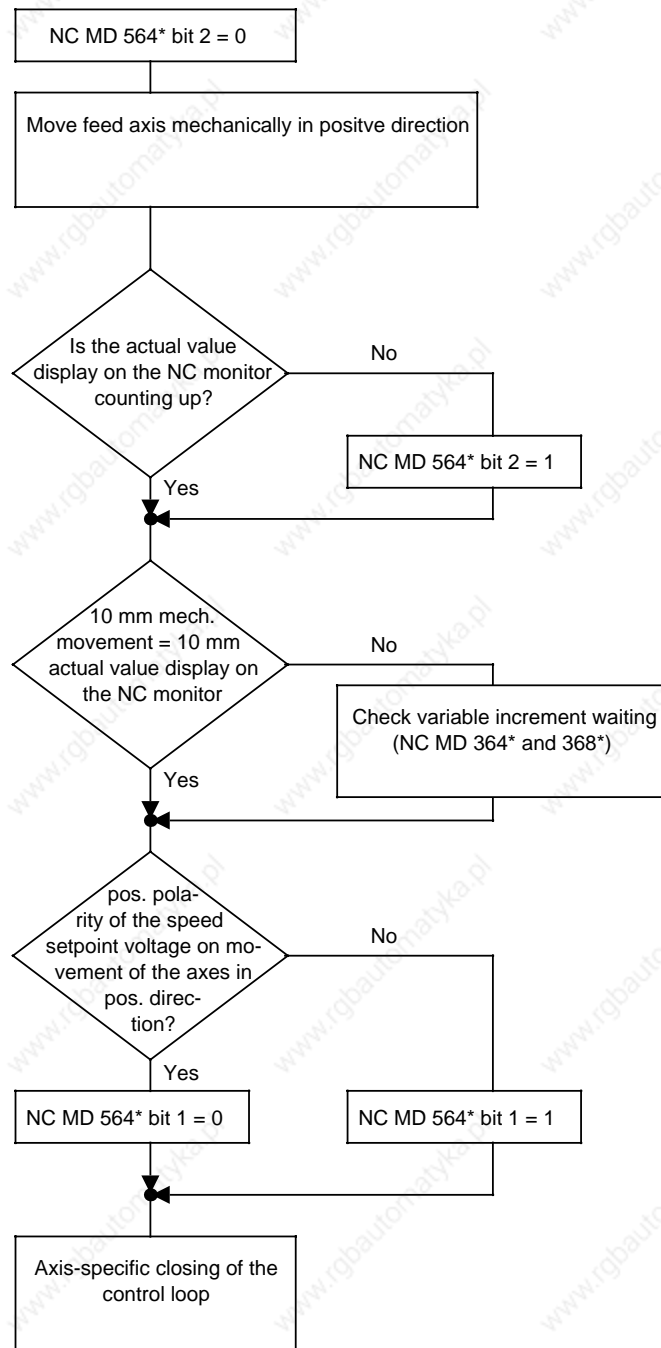 NC MD 564* bit 2 = 0
Move feed axis mechanically in positve direction
Is the actual value
display on the NC monitor
counting up?
No
NC MD 564* bit 2 = 1
Yes
10 mm mech.
movement = 10 mm
actual value display on
the NC monitor
No
Check variable increment waiting
(NC MD 364* and 368*)
Yes
pos. pola-
rity of the speed
setpoint voltage on mo-
vement of the axes in
pos. direc-
tion?
No
Yes
NC MD 564* bit 1 = 0
NC MD 564* bit 1 = 1
Axis-specific closing of the
control loop
www.rgbautomatyka.pl